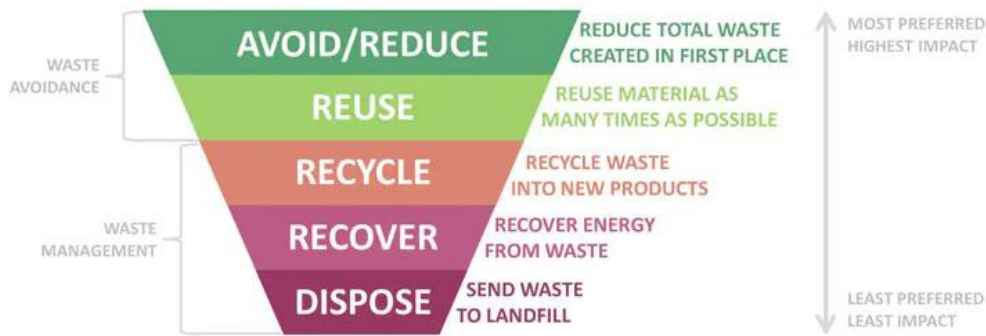 AVOID/REDUCE
REDUCE TOTAL WASTE
CREATED IN FIRST PLACE
MOST PREFERRED
HIGHEST IMPACT
WASTE
AVOIDANCE
REUSE
REUSE MATERIAL AS
MANY TIMES AS POSSIBLE
RECYCLE
RECYCLE WASTE
INTO NEW PRODUCTS
WASTE
MANAGEMENT
RECOVER
RECOVER ENERGY
FROM WASTE
DISPOSE
SEND WASTE
TO LANDFILL
LEAST PREFERRED
LEAST IMPACT